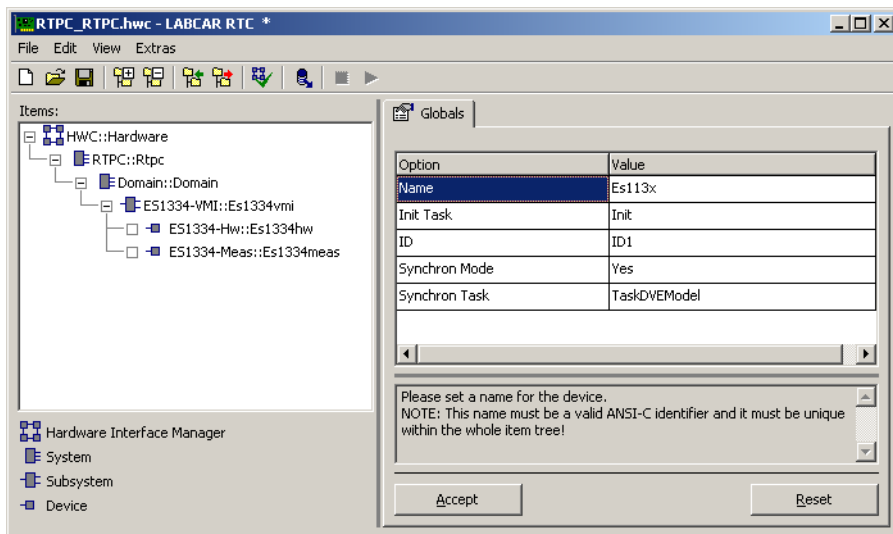 RTPC_RTPC.hwc - LABCAR RTC *
File Edit View Extras
Items:
HWC::Hardware
RTPC::Rtpc
Domain::Domain
ES1334-VMI::Es1334vmi
ES1334-Hw::Es1334hw
ES1334-Meas::Es1334meas
Hardware Interface Manager
System
Subsystem
Device
Globals
Option Value
Name Es113x
Init Task Init
ID ID1
Synchron Mode Yes
Synchron Task TaskDVEModel
Please set a name for the device.
NOTE: This name must be a valid ANSI-C identifier and it must be unique
within the whole item tree!
Accept Reset